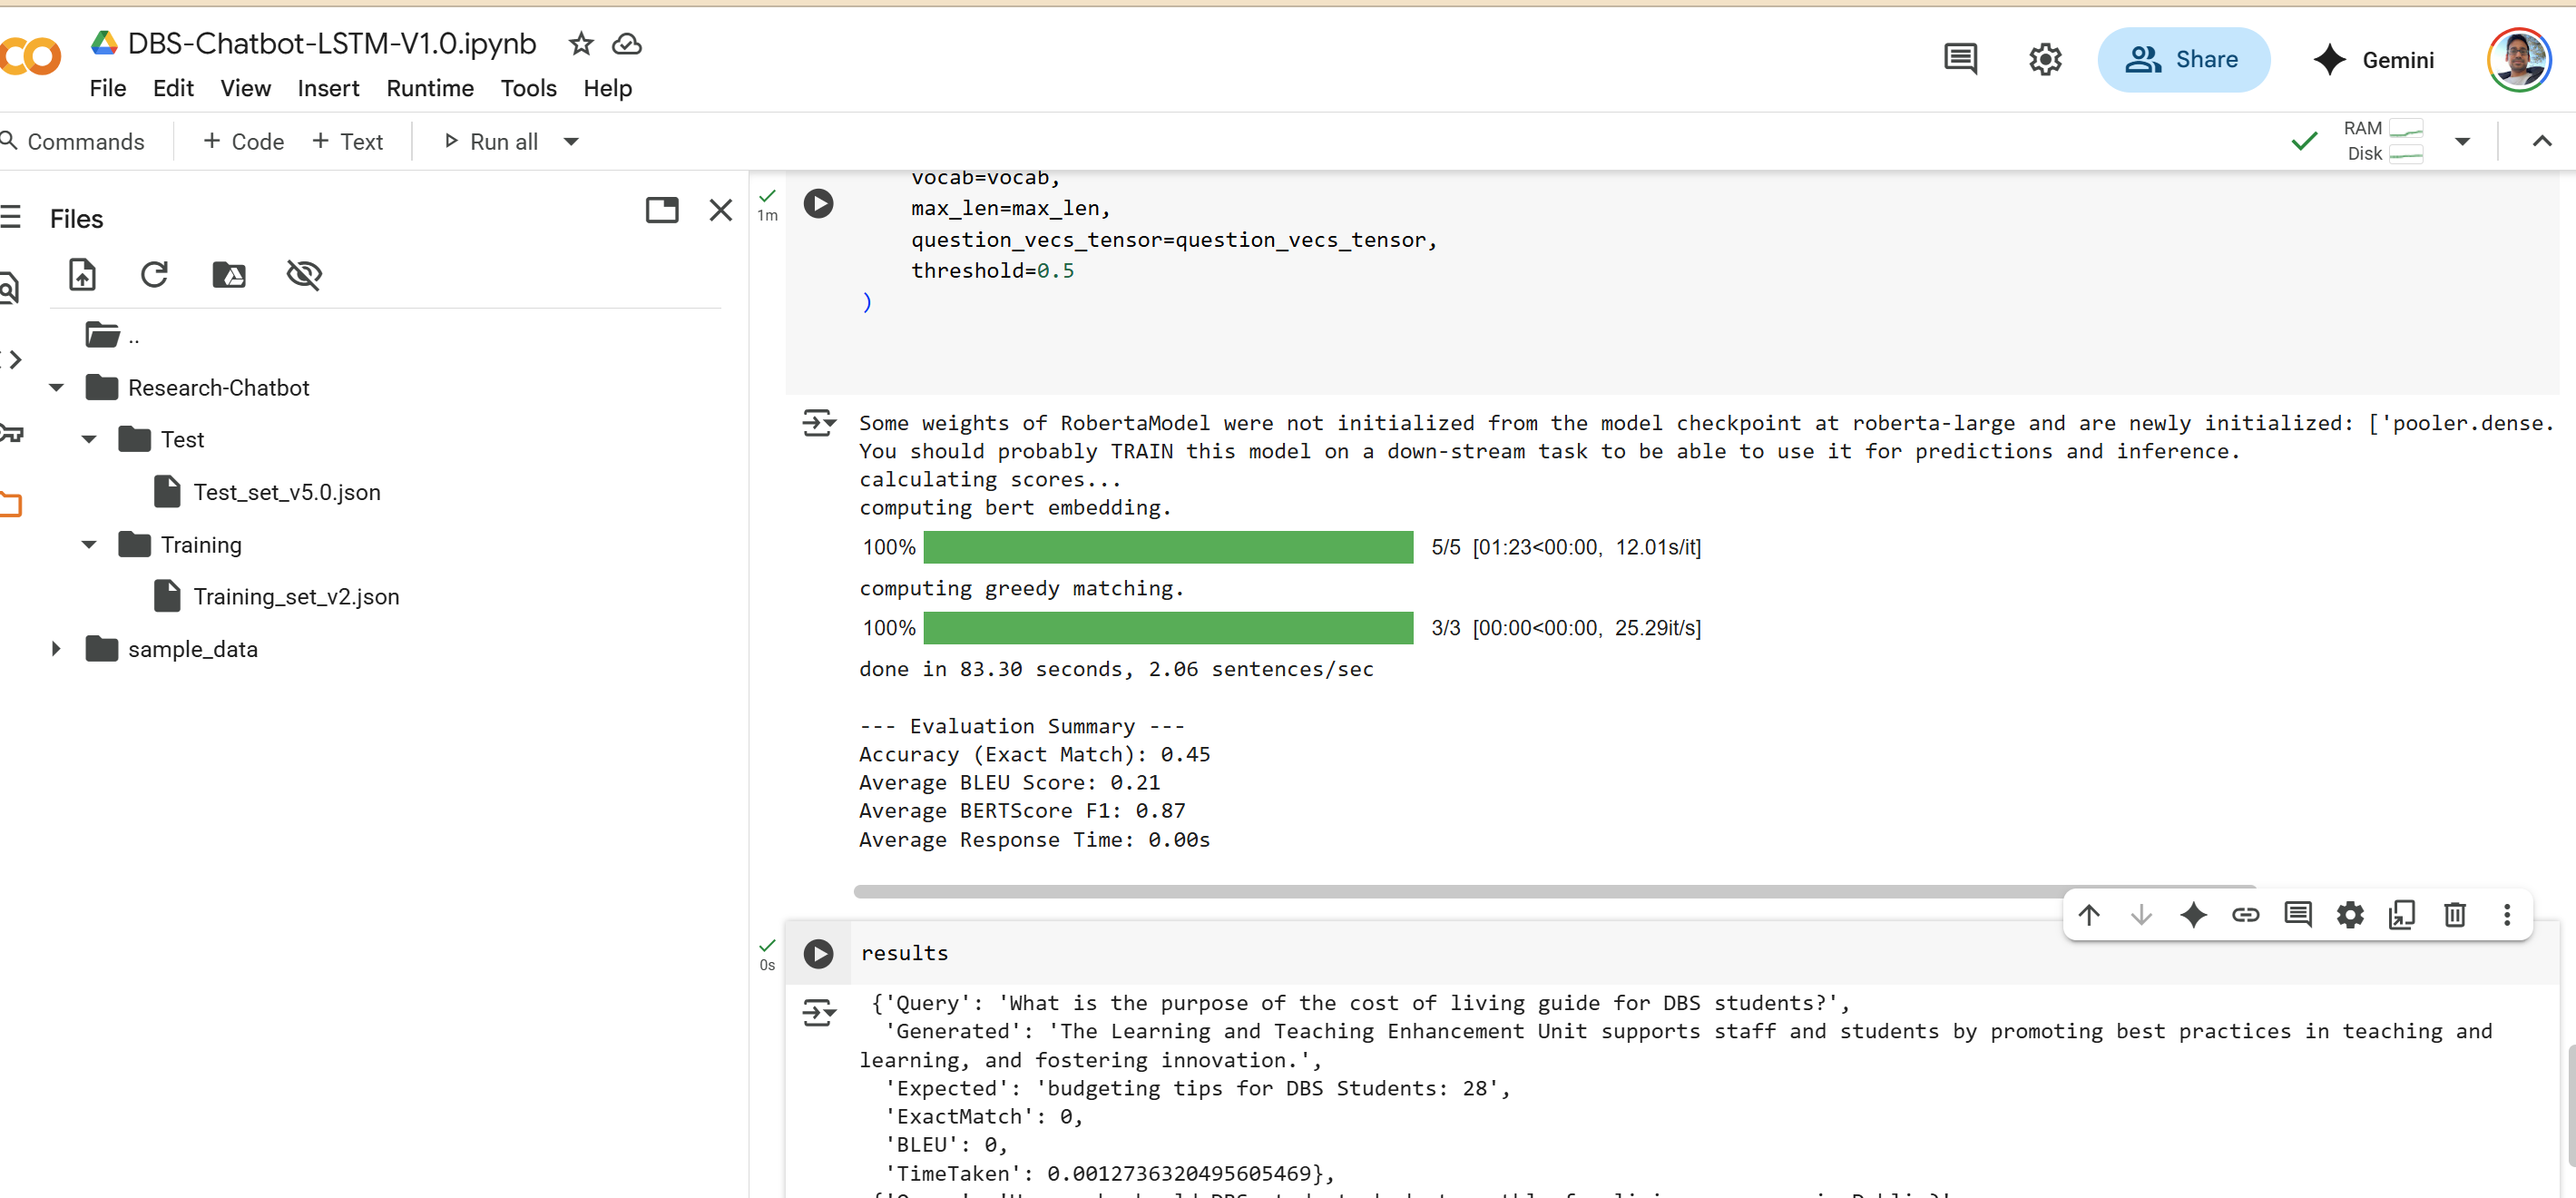 DBS-Chatbot-LSTM-V1.0.ipynb
File Edit View Insert Runtime Tools Help
Share
Gemini
Commands
+ Code
+ Text
Run all
RAM
Disk
Files
..
Research-Chatbot
Test
Test_set_v5.0.json
Training
Training_set_v2.json
sample_data
1m
vocab=vocab,
max_len=max_len,
question_vecs_tensor=question_vecs_tensor,
threshold=0.5
)
Some weights of RobertaModel were not initialized from the model checkpoint at roberta-large and are newly initialized: ['pooler.dense.
You should probably TRAIN this model on a down-stream task to be able to use it for predictions and inference.
calculating scores...
computing bert embedding.
100% 5/5 [01:23<00:00, 12.01s/it]
computing greedy matching.
100% 3/3 [00:00<00:00, 25.29it/s]
done in 83.30 seconds, 2.06 sentences/sec
--- Evaluation Summary ---
Accuracy (Exact Match): 0.45
Average BLEU Score: 0.21
Average BERTScore F1: 0.87
Average Response Time: 0.00s
0s
results
{'Query': 'What is the purpose of the cost of living guide for DBS students?',
'Generated': 'The Learning and Teaching Enhancement Unit supports staff and students by promoting best practices in teaching and
learning, and fostering innovation.',
'Expected': 'budgeting tips for DBS Students: 28',
'ExactMatch': 0,
'BLEU': 0,
'TimeTaken': 0.0012736320495605469},